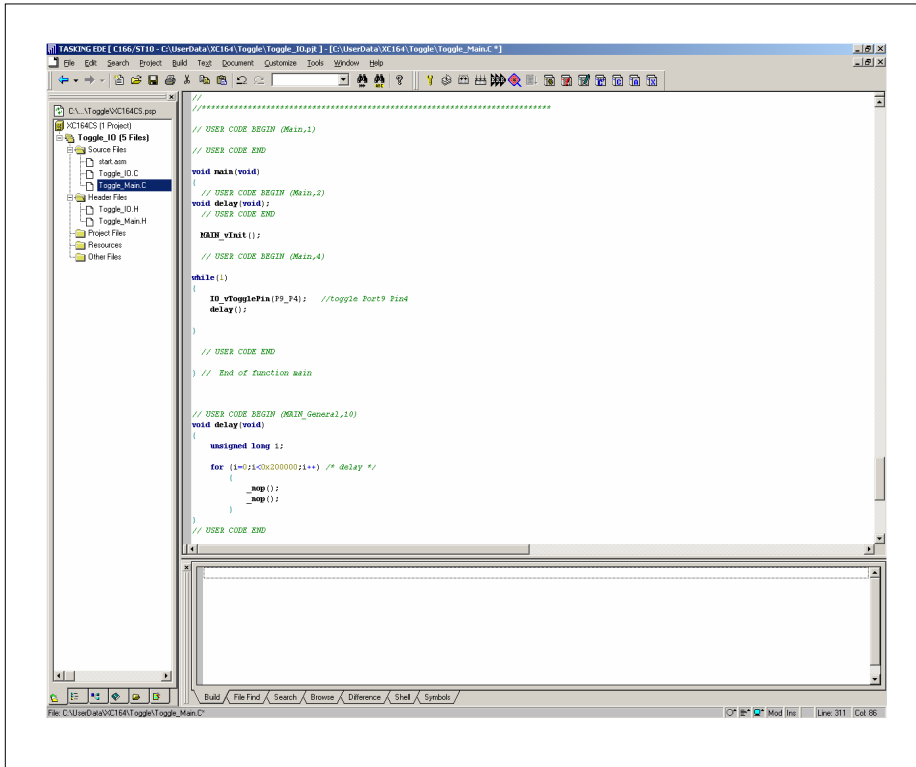 TASKING EDE [ C166/ST10 - C:\UserData\XC164\Toggle\Toggle_IO.pjt ] - [C:\UserData\XC164\Toggle\Toggle_Main.C *]
File Edit Search Project Build Text Document Customize Tools Window Help
C:\...\Toggle\XC164CS.psp
XC164CS (1 Project)
Toggle_IO (5 Files)
Source Files
start.asm
Toggle_IO.C
Toggle_Main.C
Header Files
Toggle_IO.H
Toggle_Main.H
Project Files
Resources
Other Files
//
//****************************************************************************
// USER CODE BEGIN (Main,1)
// USER CODE END
void main(void)
{
// USER CODE BEGIN (Main,2)
void delay(void);
// USER CODE END
MAIN_vInit();
// USER CODE BEGIN (Main,4)
while(1)
{
IO_vTogglePin(P9_P4); //toggle Port9 Pin4
delay();
}
// USER CODE END
} // End of function main
// USER CODE BEGIN (MAIN_General,10)
void delay(void)
{
unsigned long i;
for (i=0;i<0x200000;i++) /* delay */
{
_nop();
_nop();
}
}
// USER CODE END
Build File Find Search Browse Difference Shell Symbols
File: C:\UserData\XC164\Toggle\Toggle_Main.C* Mod Ins Line: 311 Col: 86